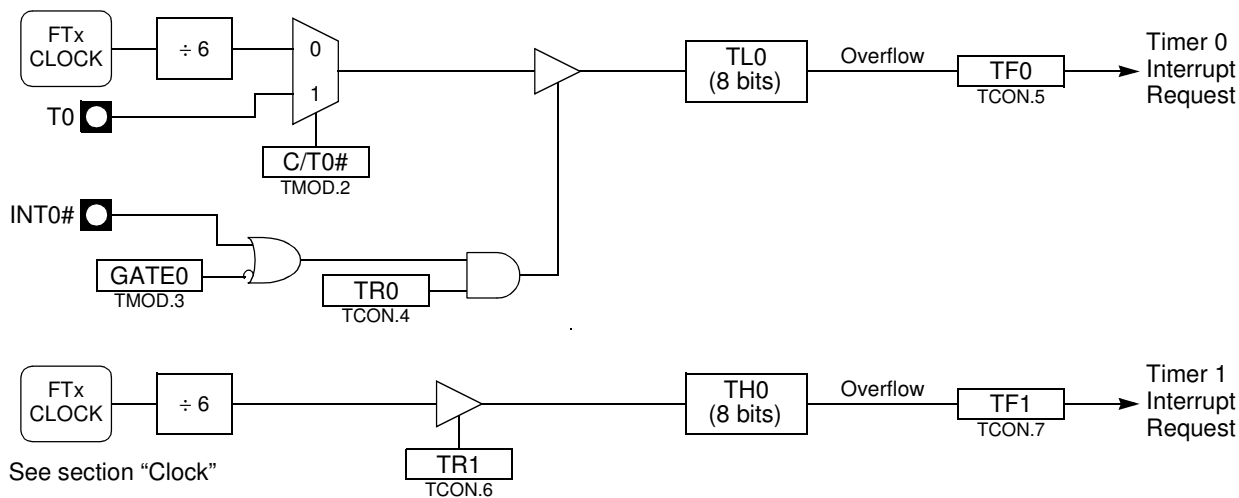 FTx
CLOCK
÷ 6
0
1
T0
C/T0#
TMOD.2
TL0
(8 bits)
Overflow
TF0
TCON.5
Timer 0
Interrupt
Request
INT0#
GATE0
TMOD.3
TR0
TCON.4
FTx
CLOCK
÷ 6
TR1
TCON.6
TH0
(8 bits)
Overflow
TF1
TCON.7
Timer 1
Interrupt
Request
See section “Clock”